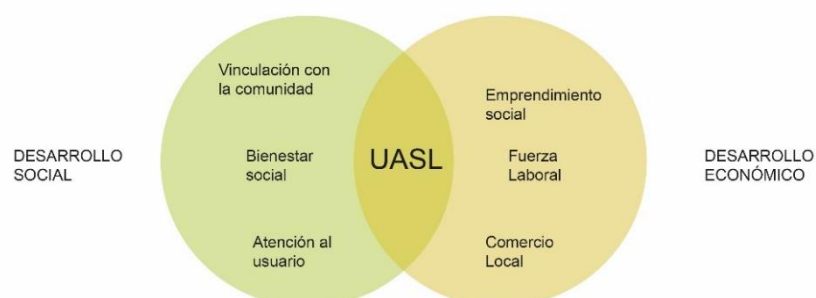 Vinculación con
la comunidad
Emprendimiento
social
DESARROLLO
SOCIAL
Bienestar
social
UASL
Fuerza
Laboral
DESARROLLO
ECONÓMICO
Atención al
usuario
Comercio
Local